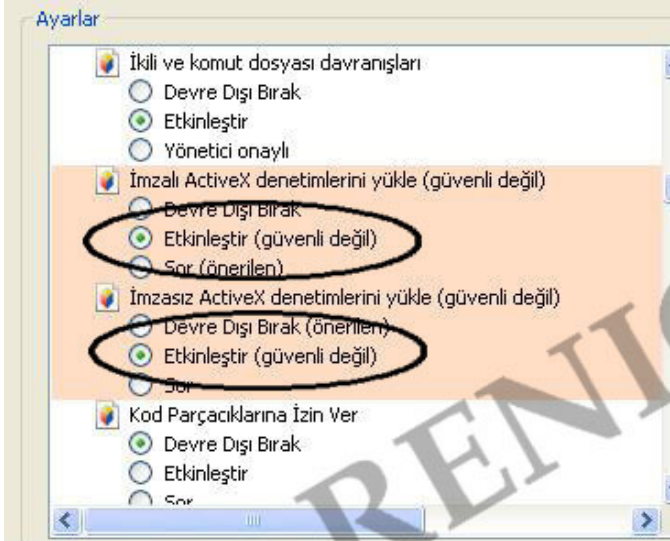 Ayarlar
İkili ve komut dosyası davranışları
Devre Dışı Bırak
Etkinleştir
Yönetici onaylı
İmzalı ActiveX denetimlerini yükle (güvenli değil)
Devre Dışı Bırak
Etkinleştir (güvenli değil)
Sor (önerilen)
İmzasız ActiveX denetimlerini yükle (güvenli değil)
Devre Dışı Bırak (önerilen)
Etkinleştir (güvenli değil)
Sor
Kod Parçacıklarına İzin Ver
Devre Dışı Bırak
Etkinleştir
Sor